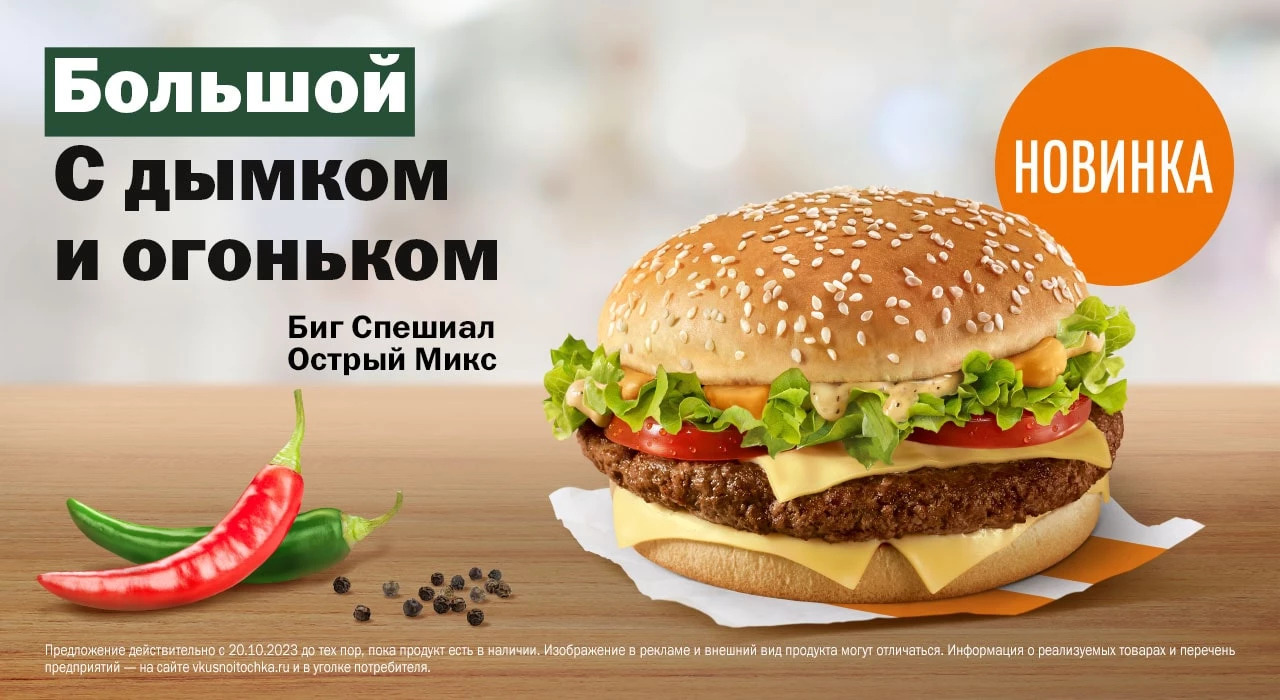 Большой
С дымком
и огоньком
Биг Спешиал
Острый Микс
НОВИНКА
Предложение действительно с 20.10.2023 до тех пор, пока продукт есть в наличии. Изображение в рекламе и внешний вид продукта могут отличаться. Информация о реализуемых товарах и перечень
предприятий — на сайте vkusnoitochka.ru и в уголке потребителя.